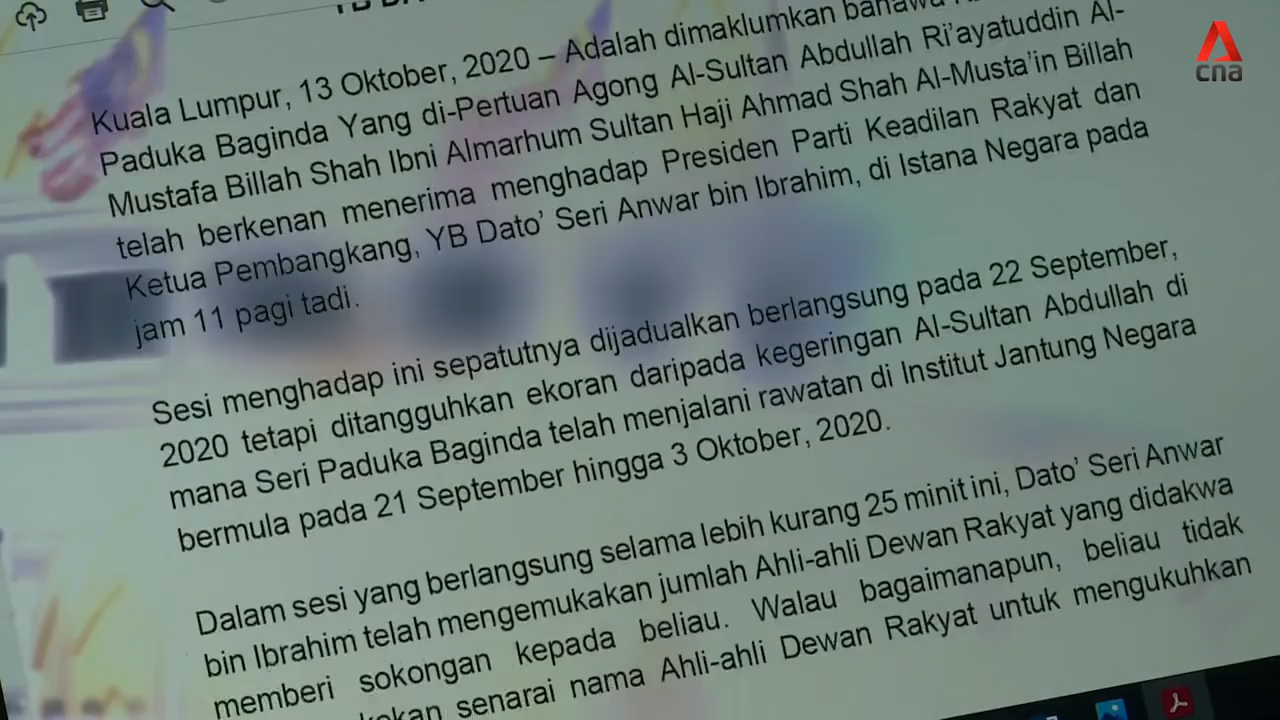 cna
Kuala Lumpur, 13 Oktober, 2020 – Adalah dimaklumkan bahawa
Paduka Baginda Yang di-Pertuan Agong Al-Sultan Abdullah Ri’ayatuddin Al-
Mustafa Billah Shah Ibni Almarhum Sultan Haji Ahmad Shah Al-Musta’in Billah
telah berkenan menerima menghadap Presiden Parti Keadilan Rakyat dan
Ketua Pembangkang, YB Dato’ Seri Anwar bin Ibrahim, di Istana Negara pada
jam 11 pagi tadi.
Sesi menghadap ini sepatutnya dijadualkan berlangsung pada 22 September,
2020 tetapi ditangguhkan ekoran daripada kegeringan Al-Sultan Abdullah di
mana Seri Paduka Baginda telah menjalani rawatan di Institut Jantung Negara
bermula pada 21 September hingga 3 Oktober, 2020.
Dalam sesi yang berlangsung selama lebih kurang 25 minit ini, Dato’ Seri Anwar
bin Ibrahim telah mengemukakan jumlah Ahli-ahli Dewan Rakyat yang didakwa
memberi sokongan kepada beliau. Walau bagaimanapun, beliau tidak
senarai nama Ahli-ahli Dewan Rakyat untuk mengukuhkan